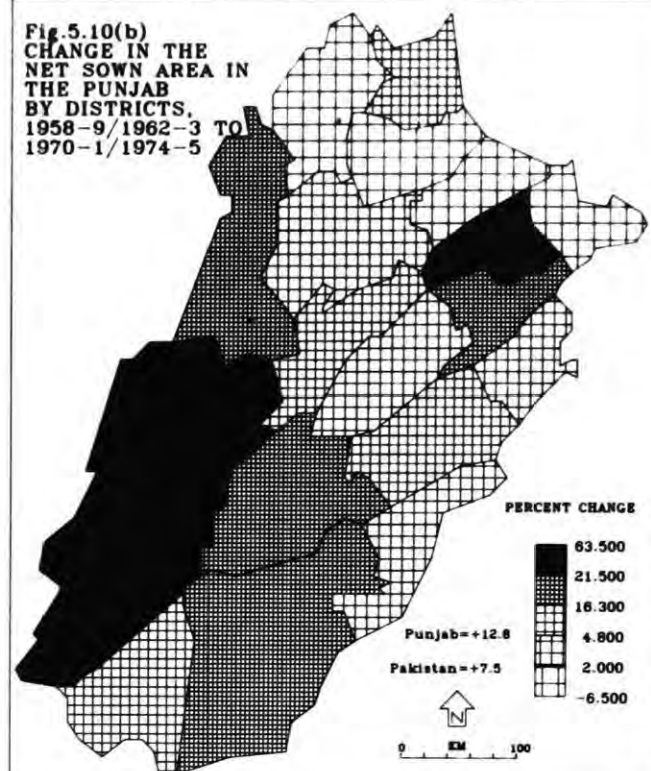 Fig.5.10(b)
CHANGE IN THE
NET SOWN AREA IN
THE PUNJAB
BY DISTRICTS,
1958-9/1962-3 TO
1970-1/1974-5
PERCENT CHANGE
63.500
21.500
16.300
4.800
2.000
-6.500
Punjab=+12.8
Pakistan=+7.5
N
KM
0 100